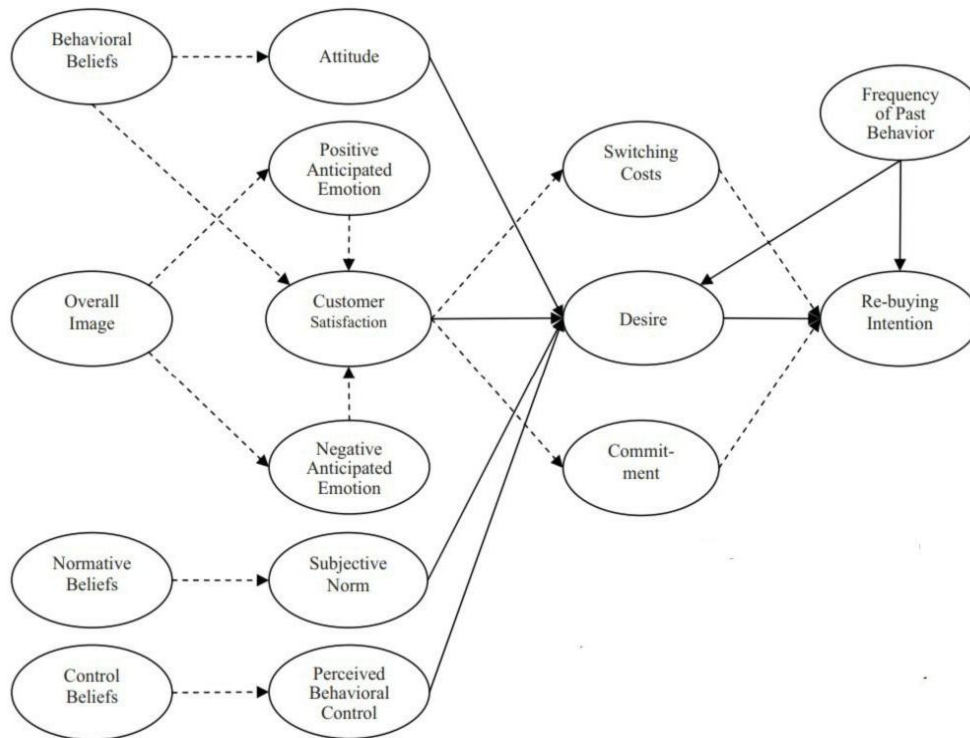 Behavioral
Beliefs
Attitude
Frequency
of Past
Behavior
Positive
Anticipated
Emotion
Switching
Costs
Overall
Image
Customer
Satisfaction
Desire
Re-buying
Intention
Negative
Anticipated
Emotion
Commit-
ment
Normative
Beliefs
Subjective
Norm
Control
Beliefs
Perceived
Behavioral
Control